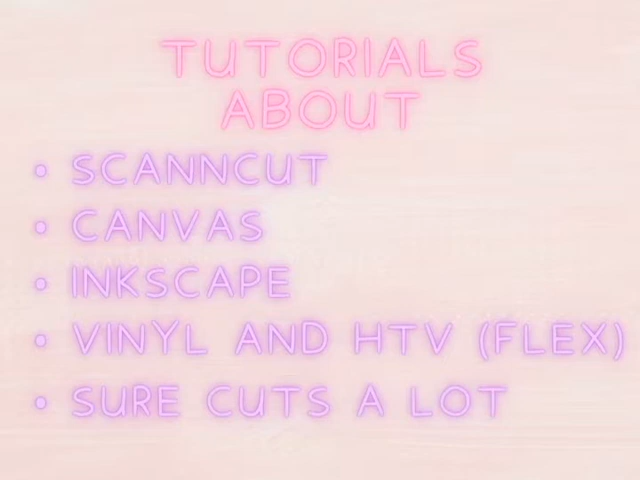 TUTORIALS
ABOUT
• SCANNCUT
• CANVAS
• INKSCAPE
• VINYL AND HTV (FLEX)
• SURE CUTS A LOT